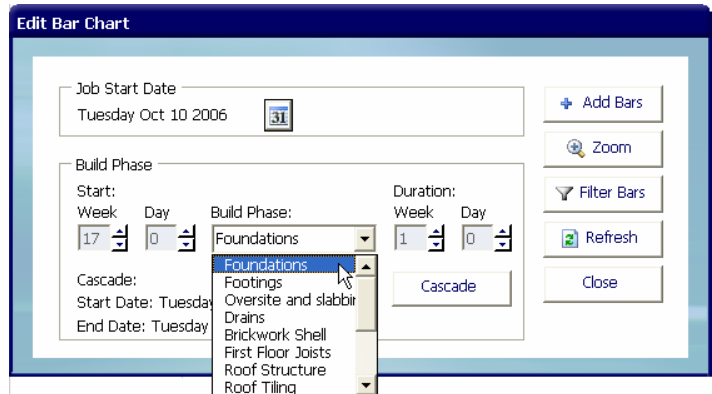 Edit Bar Chart
Job Start Date
Tuesday Oct 10 2006
31
Add Bars
Zoom
Filter Bars
Refresh
Close
Build Phase
Start:
Duration:
Week Day Build Phase: Week Day
17 0 Foundations 1 0
Foundations
Footings
Oversite and slabbin
Drains
Brickwork Shell
First Floor Joists
Roof Structure
Roof Tiling
Cascade:
Start Date: Tuesday
End Date: Tuesday
Cascade